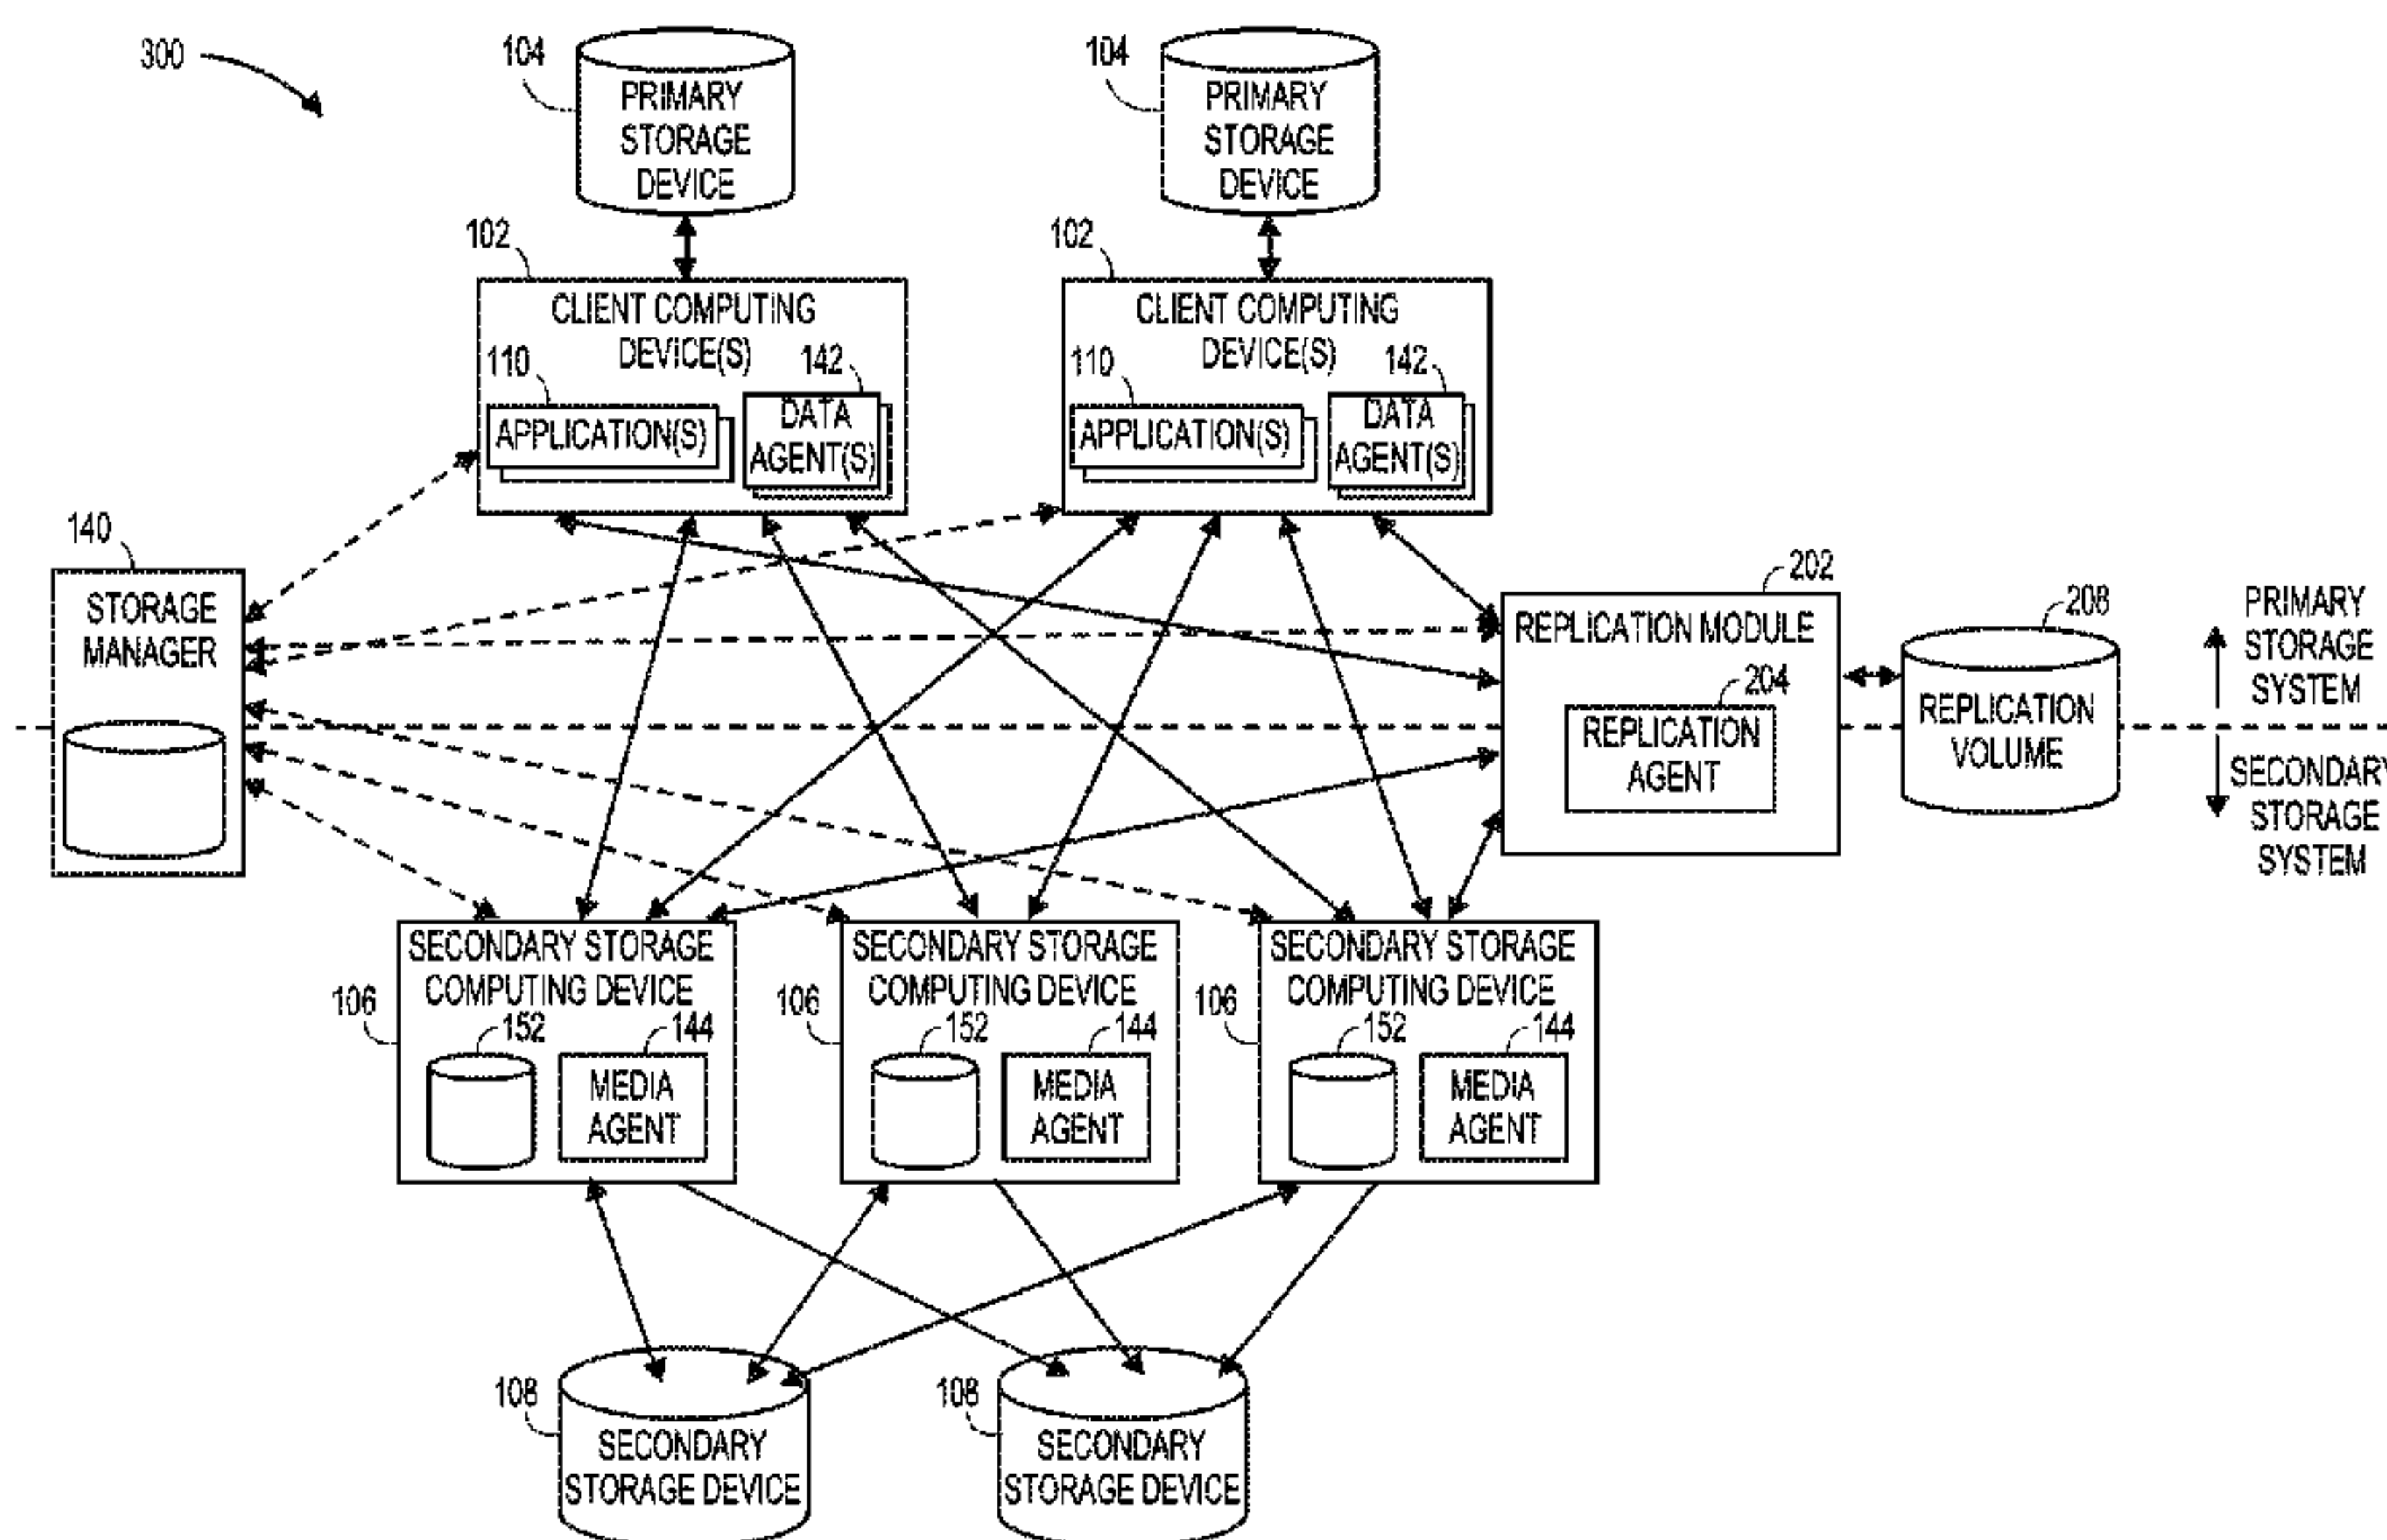 300
104
PRIMARY
STORAGE
DEVICE
104
PRIMARY
STORAGE
DEVICE
102
CLIENT COMPUTING
DEVICE(S)
110
142
APPLICATION(S)
DATA
AGENT(S)
102
CLIENT COMPUTING
DEVICE(S)
110
142
APPLICATION(S)
DATA
AGENT(S)
140
STORAGE
MANAGER
202
REPLICATION MODULE
204
REPLICATION
AGENT
208
REPLICATION
VOLUME
PRIMARY
STORAGE
SYSTEM
SECONDARY
STORAGE
SYSTEM
106
SECONDARY STORAGE
COMPUTING DEVICE
152
144
MEDIA
AGENT
106
SECONDARY STORAGE
COMPUTING DEVICE
152
144
MEDIA
AGENT
106
SECONDARY STORAGE
COMPUTING DEVICE
152
144
MEDIA
AGENT
108
SECONDARY
STORAGE DEVICE
108
SECONDARY
STORAGE DEVICE